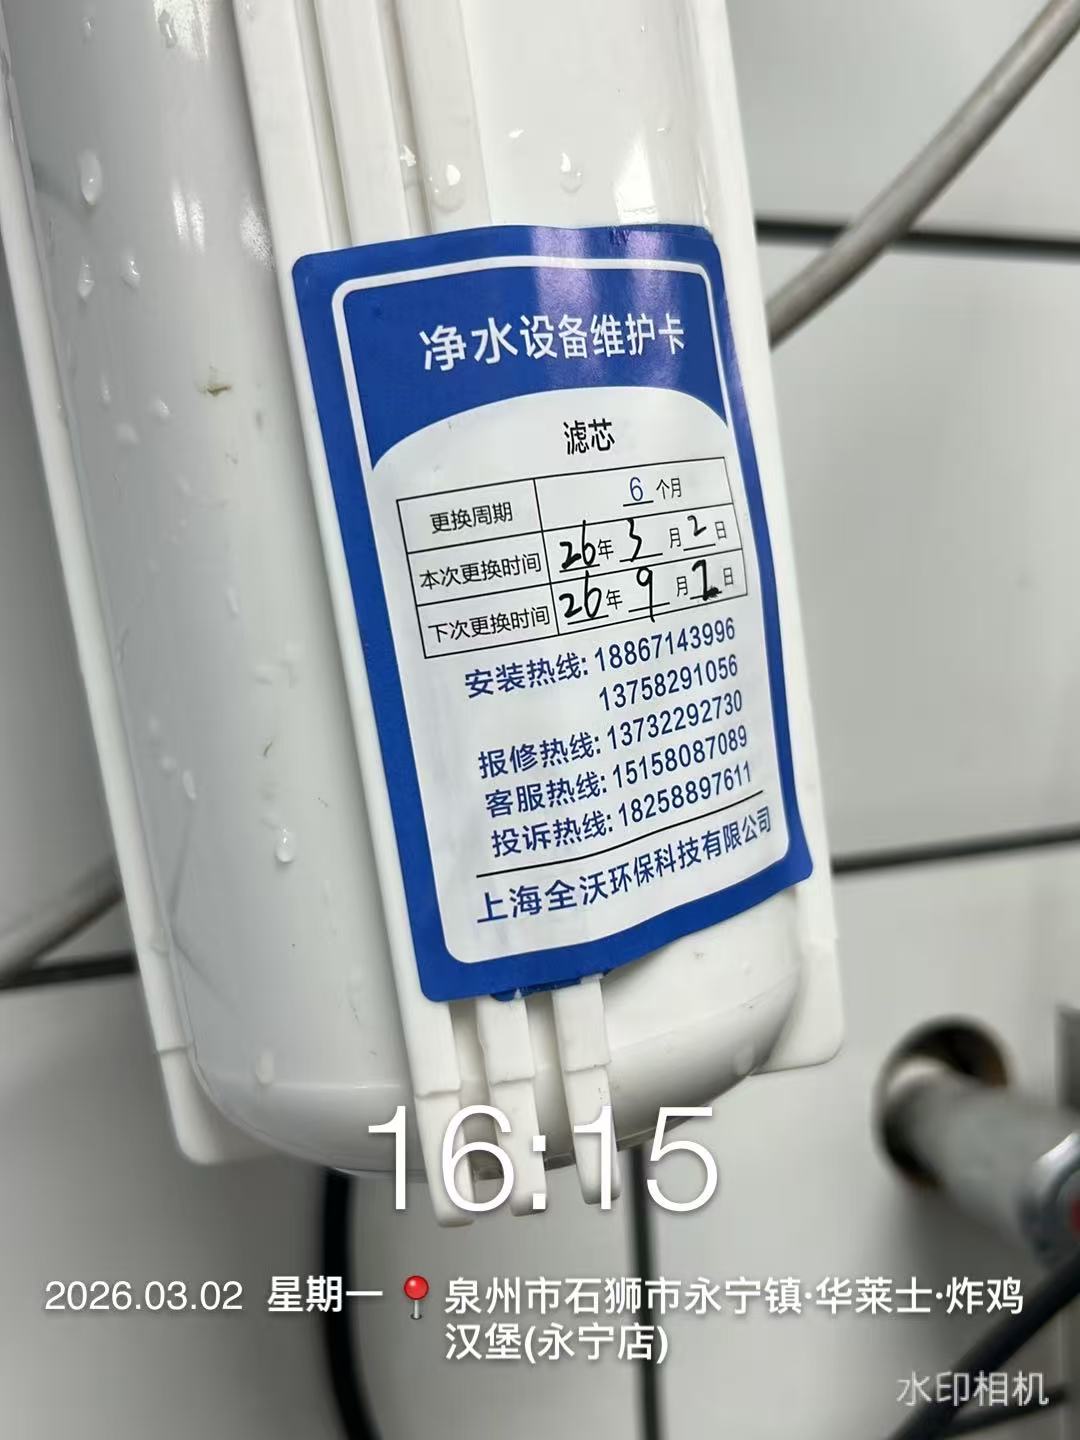 净水设备维护卡
滤芯
更换周期 6个月
本次更换时间 26年3月2日
下次更换时间 26年9月1日
安装热线:18867143996
13758291056
报修热线:13732292730
客服热线:15158087089
投诉热线:18258897611
上海全沃环保科技有限公司
16:15
2026.03.02 星期一 泉州市石狮市永宁镇·华莱士·炸鸡
汉堡(永宁店)
水印相机